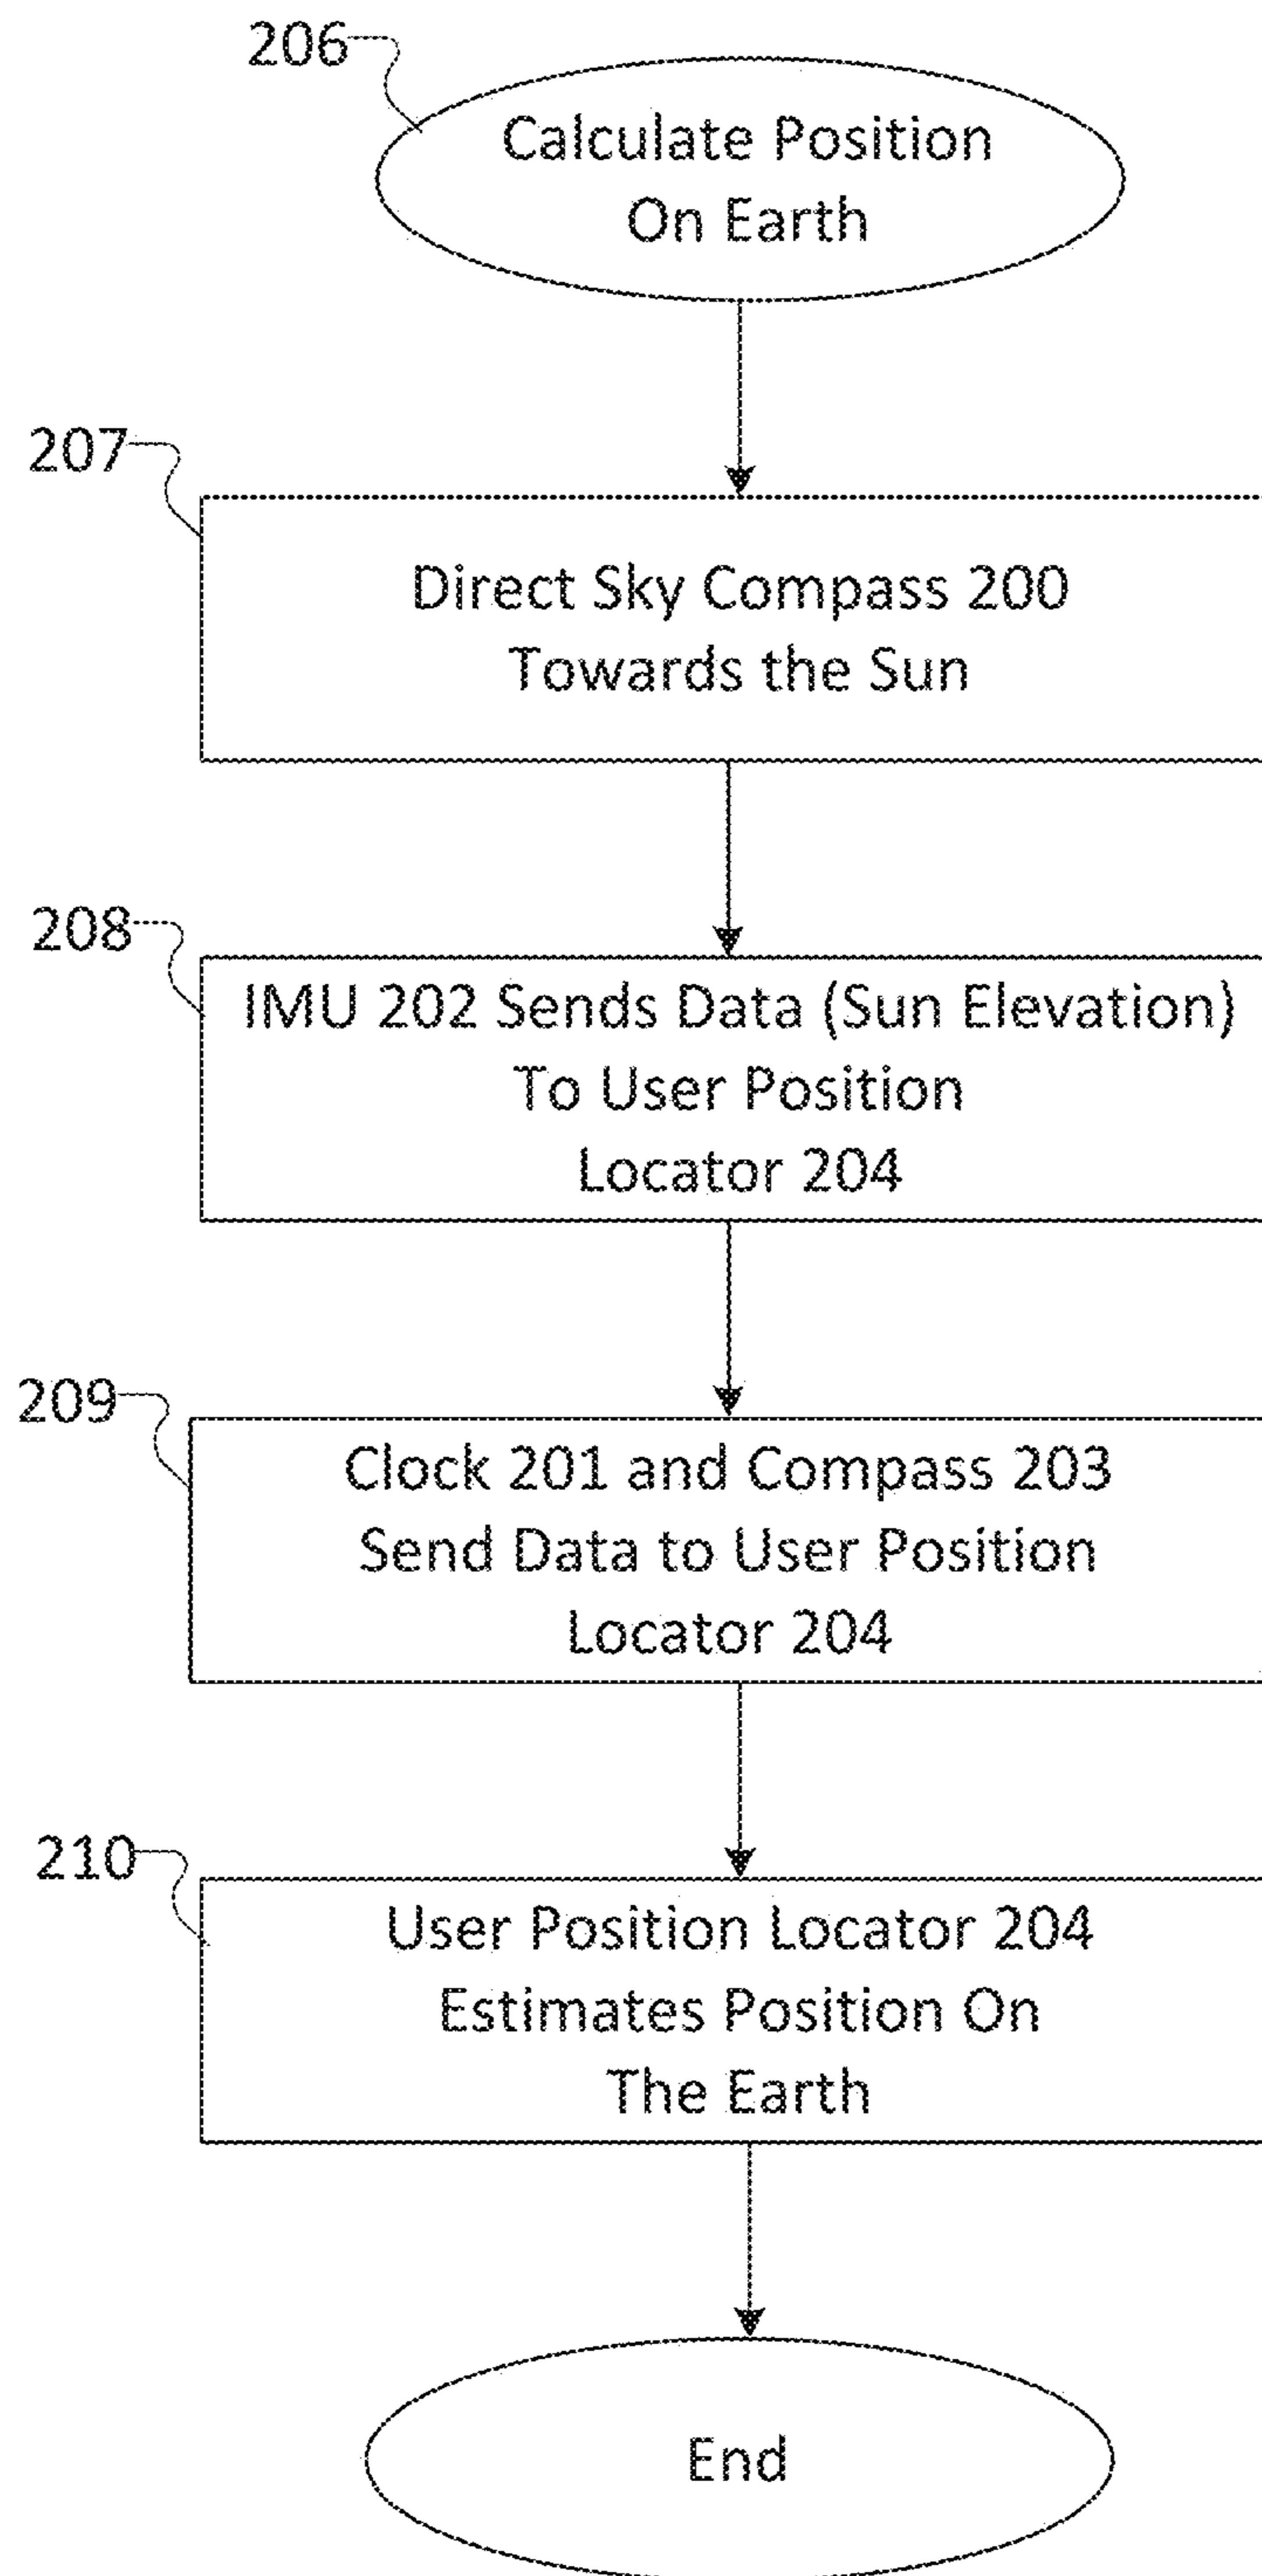 206
Calculate Position
On Earth
207
Direct Sky Compass 200
Towards the Sun
208
IMU 202 Sends Data (Sun Elevation)
To User Position
Locator 204
209
Clock 201 and Compass 203
Send Data to User Position
Locator 204
210
User Position Locator 204
Estimates Position On
The Earth
End